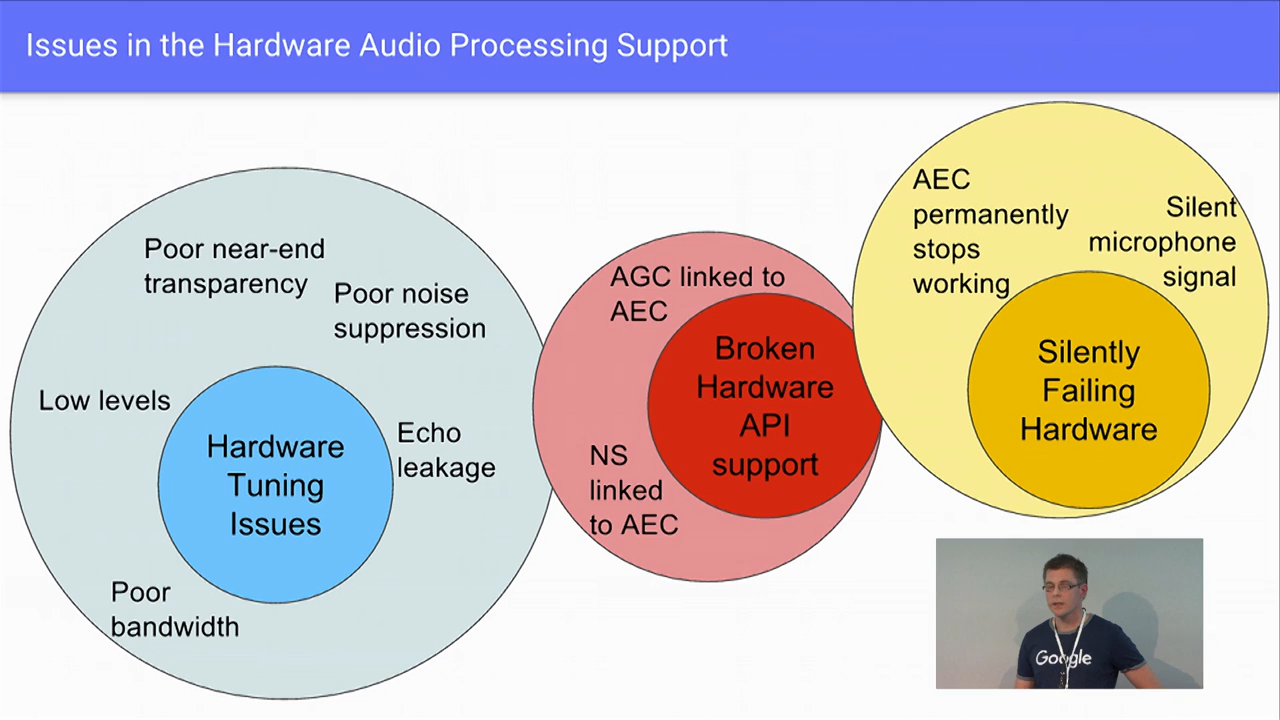 Issues in the Hardware Audio Processing Support
Poor near-end
transparency
Poor noise
suppression
Low levels
Echo
leakage
Hardware
Tuning
Issues
Poor
bandwidth
AGC linked to
AEC
Broken
Hardware
API
support
NS
linked
to AEC
AEC
permanently
stops
working
Silent
microphone
signal
Silently
Failing
Hardware
Google